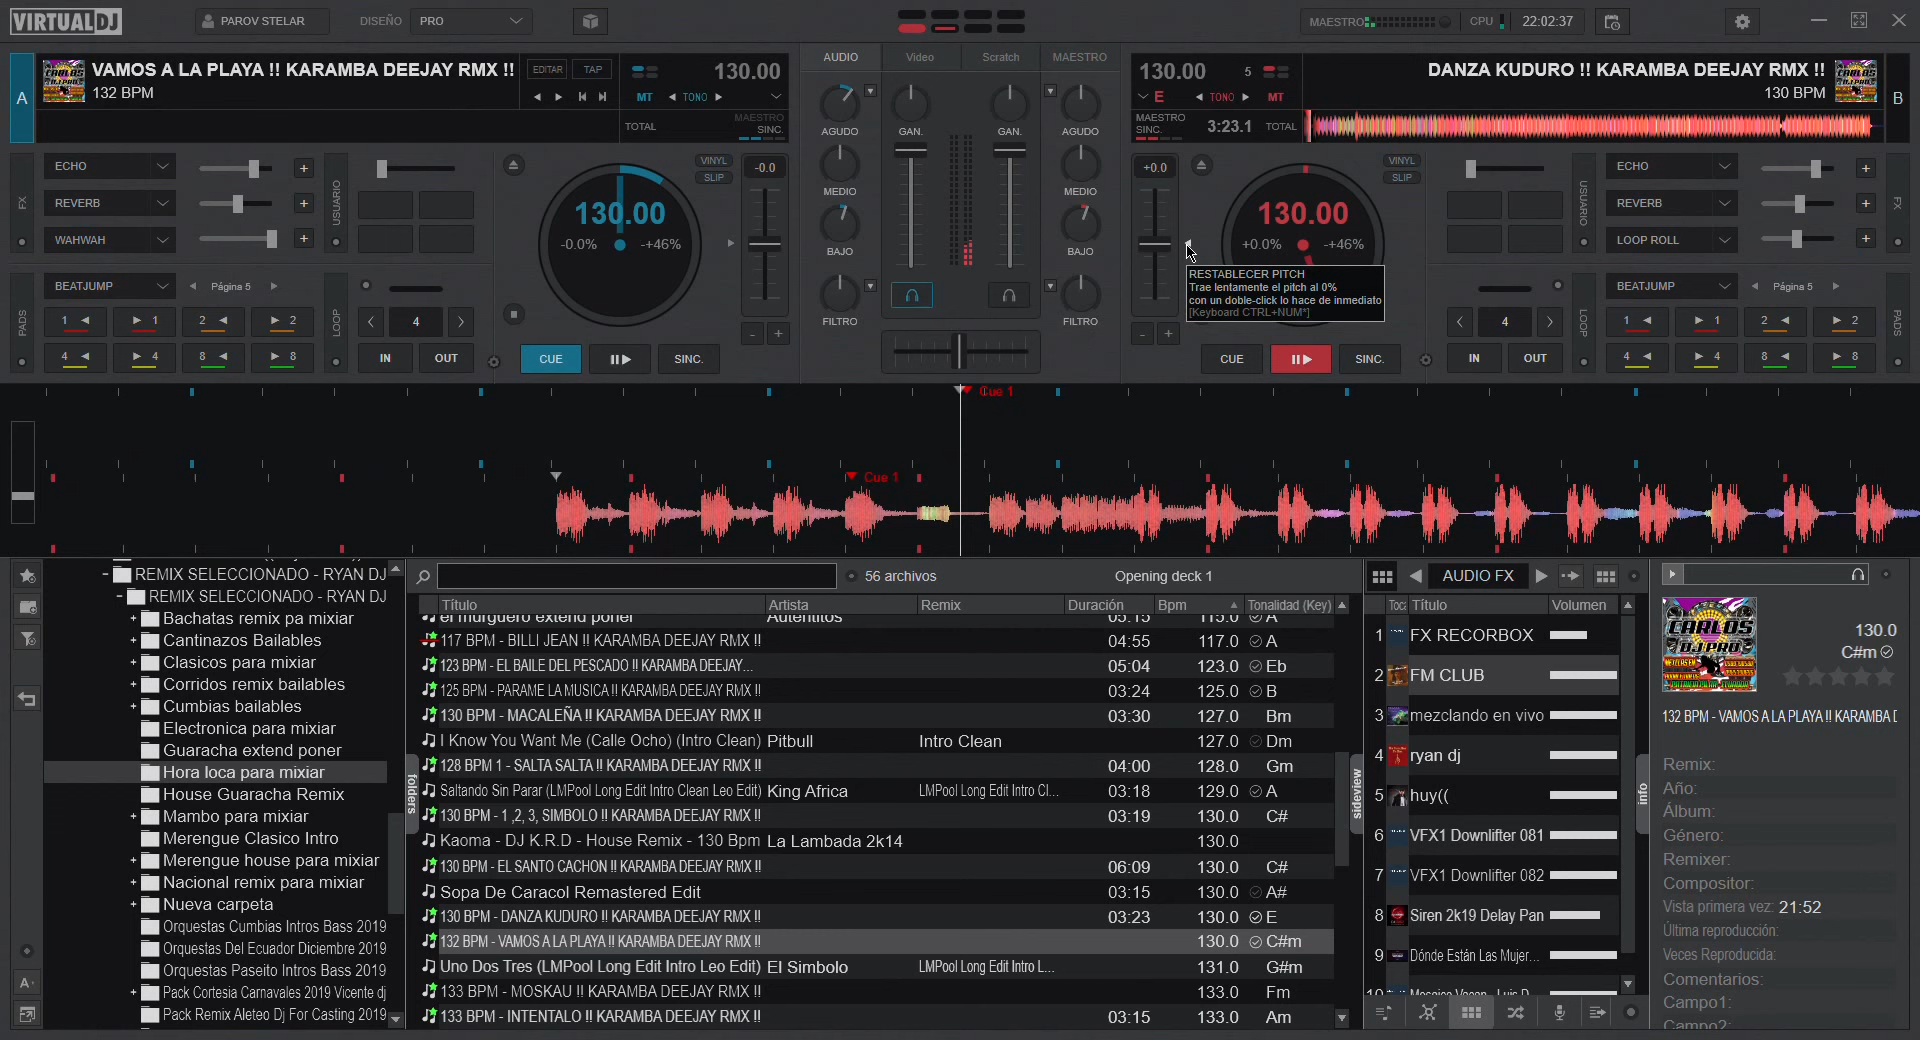 VIRTUALDJ
PAROV STELAR
DISEÑO
PRO
MAESTRO
CPU
22:02:37
A
VAMOS A LA PLAYA !! KARAMBA DEEJAY RMX !!
132 BPM
EDITAR
TAP
130.00
MT
TONO
TOTAL
MAESTRO
SINC.
AUDIO
Video
Scratch
MAESTRO
130.00
5
E
TONO
MT
MAESTRO
SINC.
3:23.1
TOTAL
DANZA KUDURO !! KARAMBA DEEJAY RMX !!
130 BPM
B
FX
ECHO
REVERB
WAHWAH
USUARIO
VINYL
SLIP
-0.0
130.00
-0.0%
-+46%
AGUDO
GAN.
GAN.
AGUDO
MEDIO
MEDIO
BAJO
BAJO
FILTRO
FILTRO
+0.0
VINYL
SLIP
130.00
+0.0%
-+46%
RESTABLECER PITCH
Trae lentamente el pitch al 0%
con un doble-click lo hace de inmediato
[Keyboard CTRL+NUM*]
USUARIO
ECHO
REVERB
LOOP ROLL
FX
PADS
BEATJUMP
Página 5
1
1
2
2
4
4
8
8
LOOP
4
IN
OUT
CUE
SINC.
CUE
SINC.
4
IN
OUT
LOOP
BEATJUMP
Página 5
1
1
2
2
4
4
8
8
PADS
Cue 1
Cue 1
REMIX SELECCIONADO - RYAN DJ
REMIX SELECCIONADO - RYAN DJ
Bachatas remix pa mixiar
Cantinazos Bailables
Clasicos para mixiar
Corridos remix bailables
Cumbias bailables
Electronica para mixiar
Guaracha extend poner
Hora loca para mixiar
House Guaracha Remix
Mambo para mixiar
Merengue Clasico Intro
Merengue house para mixiar
Nacional remix para mixiar
Nueva carpeta
Orquestas Cumbias Intros Bass 2019
Orquestas Del Ecuador Diciembre 2019
Orquestas Paseito Intros Bass 2019
Pack Cortesia Carnavales 2019 Vicente dj
Pack Remix Aleteo Dj For Casting 2019
folders
56 archivos
Opening deck 1
Título Artista Remix Duración Bpm Tonalidad (Key)
el murguero extend poner Autentitos 03:15 115.0 A
117 BPM - BILLI JEAN !! KARAMBA DEEJAY RMX !! 04:55 117.0 A
123 BPM - EL BAILE DEL PESCADO !! KARAMBA DEEJAY... 05:04 123.0 Eb
125 BPM - PARAME LA MUSICA !! KARAMBA DEEJAY RMX !! 03:24 125.0 B
130 BPM - MACALEÑA !! KARAMBA DEEJAY RMX !! 03:30 127.0 Bm
I Know You Want Me (Calle Ocho) (Intro Clean) Pitbull Intro Clean 127.0 Dm
128 BPM 1 - SALTA SALTA !! KARAMBA DEEJAY RMX !! 04:00 128.0 Gm
Saltando Sin Parar (LMPool Long Edit Intro Clean Leo Edit) King Africa LMPool Long Edit Intro Cl... 03:18 129.0 A
130 BPM - 1 ,2, 3, SIMBOLO !! KARAMBA DEEJAY RMX !! 03:19 130.0 C#
Kaoma - DJ K.R.D - House Remix - 130 Bpm La Lambada 2k14 130.0
130 BPM - EL SANTO CACHON !! KARAMBA DEEJAY RMX !! 06:09 130.0 C#
Sopa De Caracol Remastered Edit 03:15 130.0 A#
130 BPM - DANZA KUDURO !! KARAMBA DEEJAY RMX !! 03:23 130.0 E
132 BPM - VAMOS A LA PLAYA !! KARAMBA DEEJAY RMX !! 130.0 C#m
Uno Dos Tres (LMPool Long Edit Intro Leo Edit) El Simbolo LMPool Long Edit Intro L... 131.0 G#m
133 BPM - MOSKAU !! KARAMBA DEEJAY RMX !! 133.0 Fm
133 BPM - INTENTALO !! KARAMBA DEEJAY RMX !! 03:15 133.0 Am
sideview
AUDIO FX
Toca Título Volumen
1 FX RECORBOX
2 FM CLUB
3 mezclando en vivo
4 ryan dj
5 huy((
6 VFX1 Downlifter 081
7 VFX1 Downlifter 082
8 Siren 2k19 Delay Pan
9 Dónde Están Las Mujer...
10
info
CARLOS
DJ PRO
130.0
C#m
132 BPM - VAMOS A LA PLAYA !! KARAMBA [
Remix:
Año:
Álbum:
Género:
Remixer:
Compositor:
Vista primera vez: 21:52
Última reproducción:
Veces Reproducida:
Comentarios:
Campo1:
Campo2: